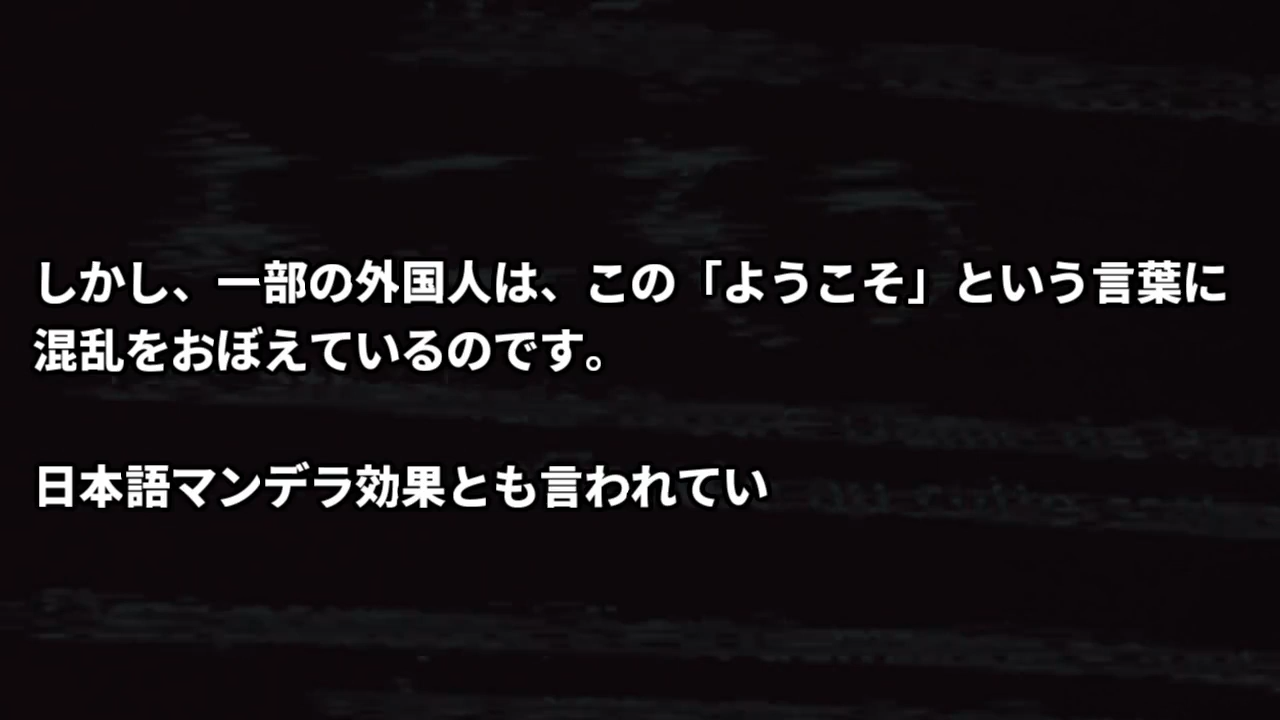 しかし、一部の外国人は、この「ようこそ」という言葉に
混乱をおぼえているのです。
日本語マンデラ効果とも言われてい